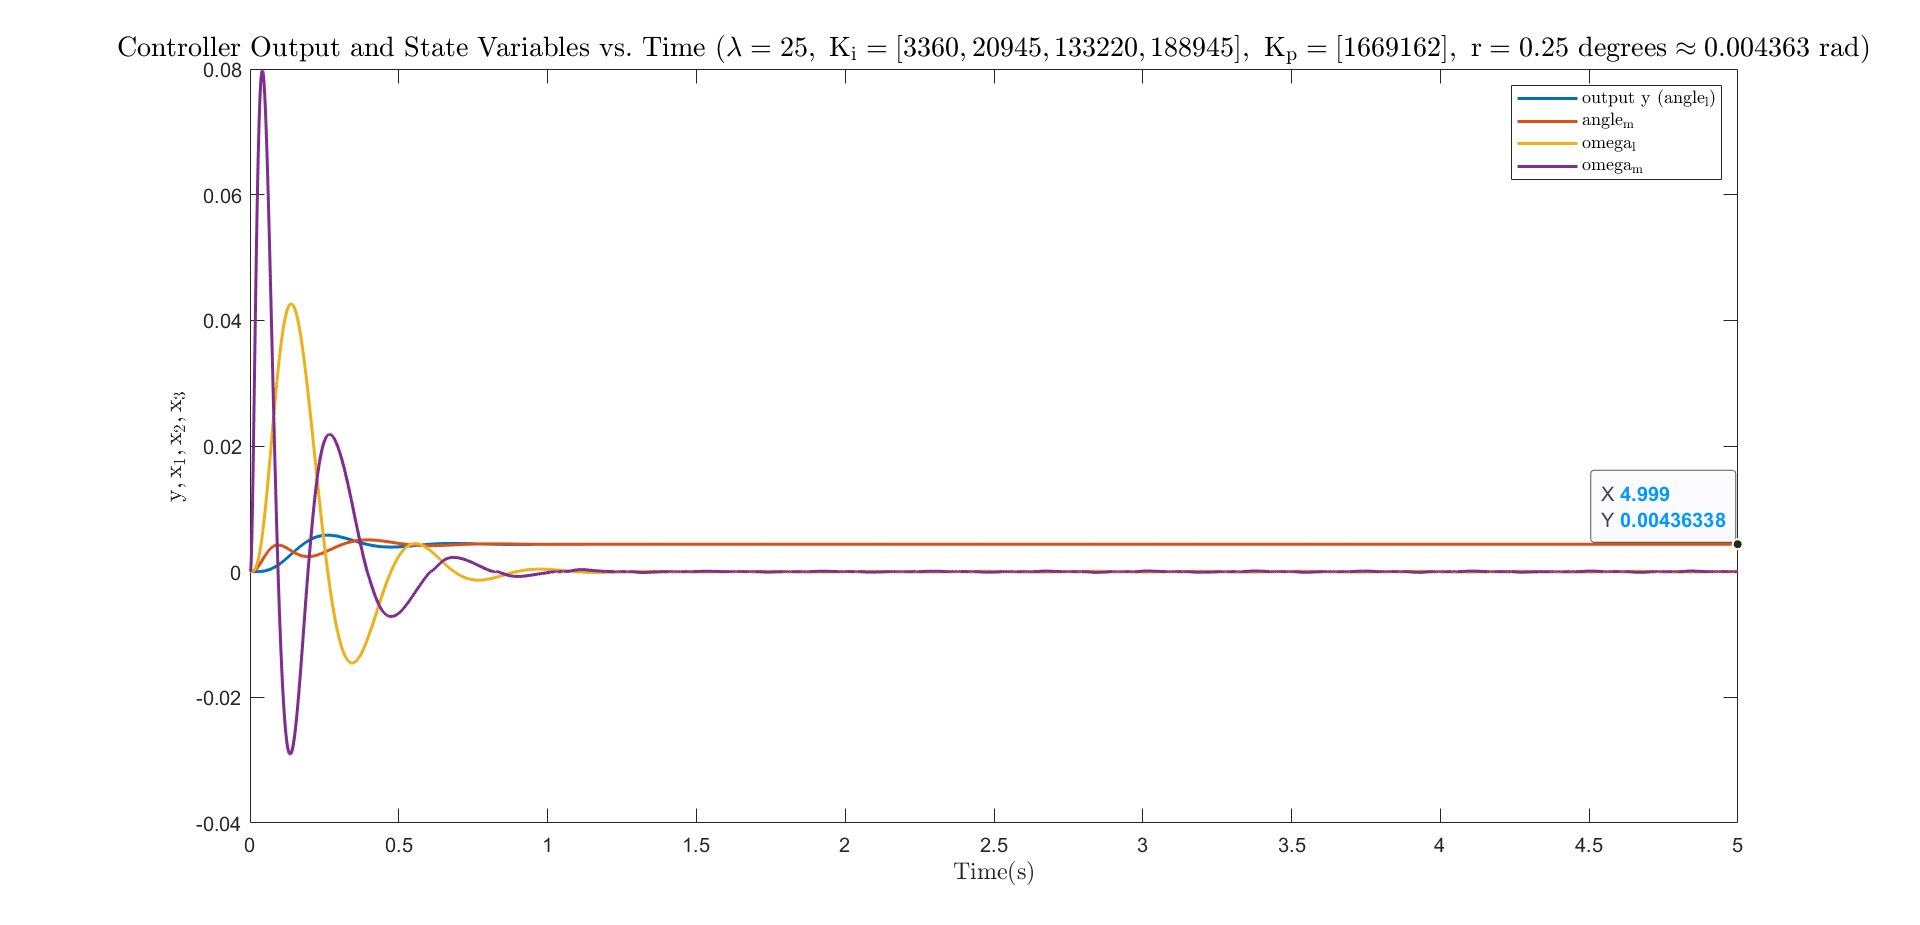 Controller Output and State Variables vs. Time (λ = 25, Kᵢ = [3360, 20945, 133220, 188945], Kₚ = [1669162], r = 0.25 degrees ≈ 0.004363 rad)
0.08
0.06
0.04
0.02
0
-0.02
-0.04
y, x₁, x₂, x₃
output y (angleₗ)
angleₘ
omegaₗ
omegaₘ
X 4.999
Y 0.00436338
0 0.5 1 1.5 2 2.5 3 3.5 4 4.5 5
Time(s)